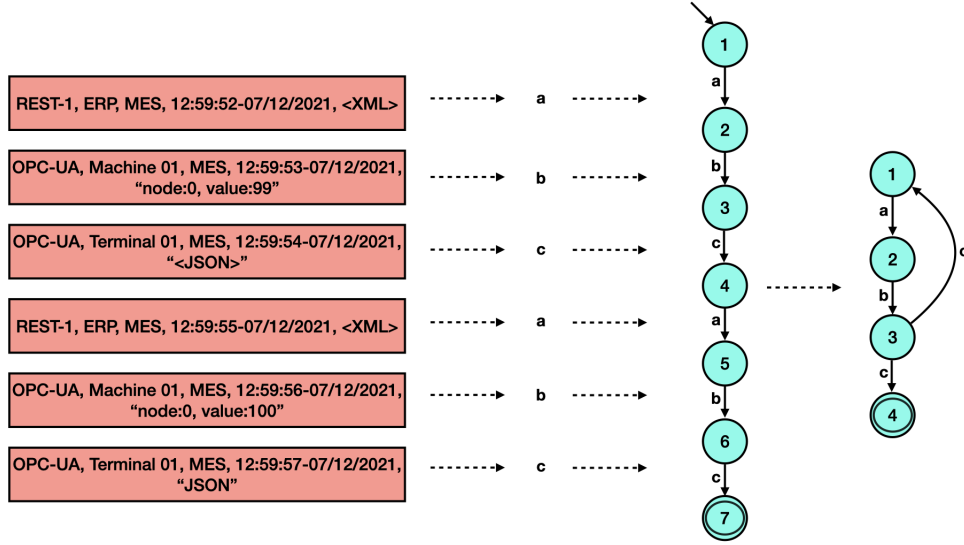 REST-1, ERP, MES, 12:59:52-07/12/2021, <XML>
a
OPC-UA, Machine 01, MES, 12:59:53-07/12/2021,
“node:0, value:99”
b
OPC-UA, Terminal 01, MES, 12:59:54-07/12/2021,
“<JSON>”
c
REST-1, ERP, MES, 12:59:55-07/12/2021, <XML>
a
OPC-UA, Machine 01, MES, 12:59:56-07/12/2021,
“node:0, value:100”
b
OPC-UA, Terminal 01, MES, 12:59:57-07/12/2021,
“JSON”
c
1
a
2
b
3
c
4
a
5
b
6
c
7
1
a
2
b
3
c
4